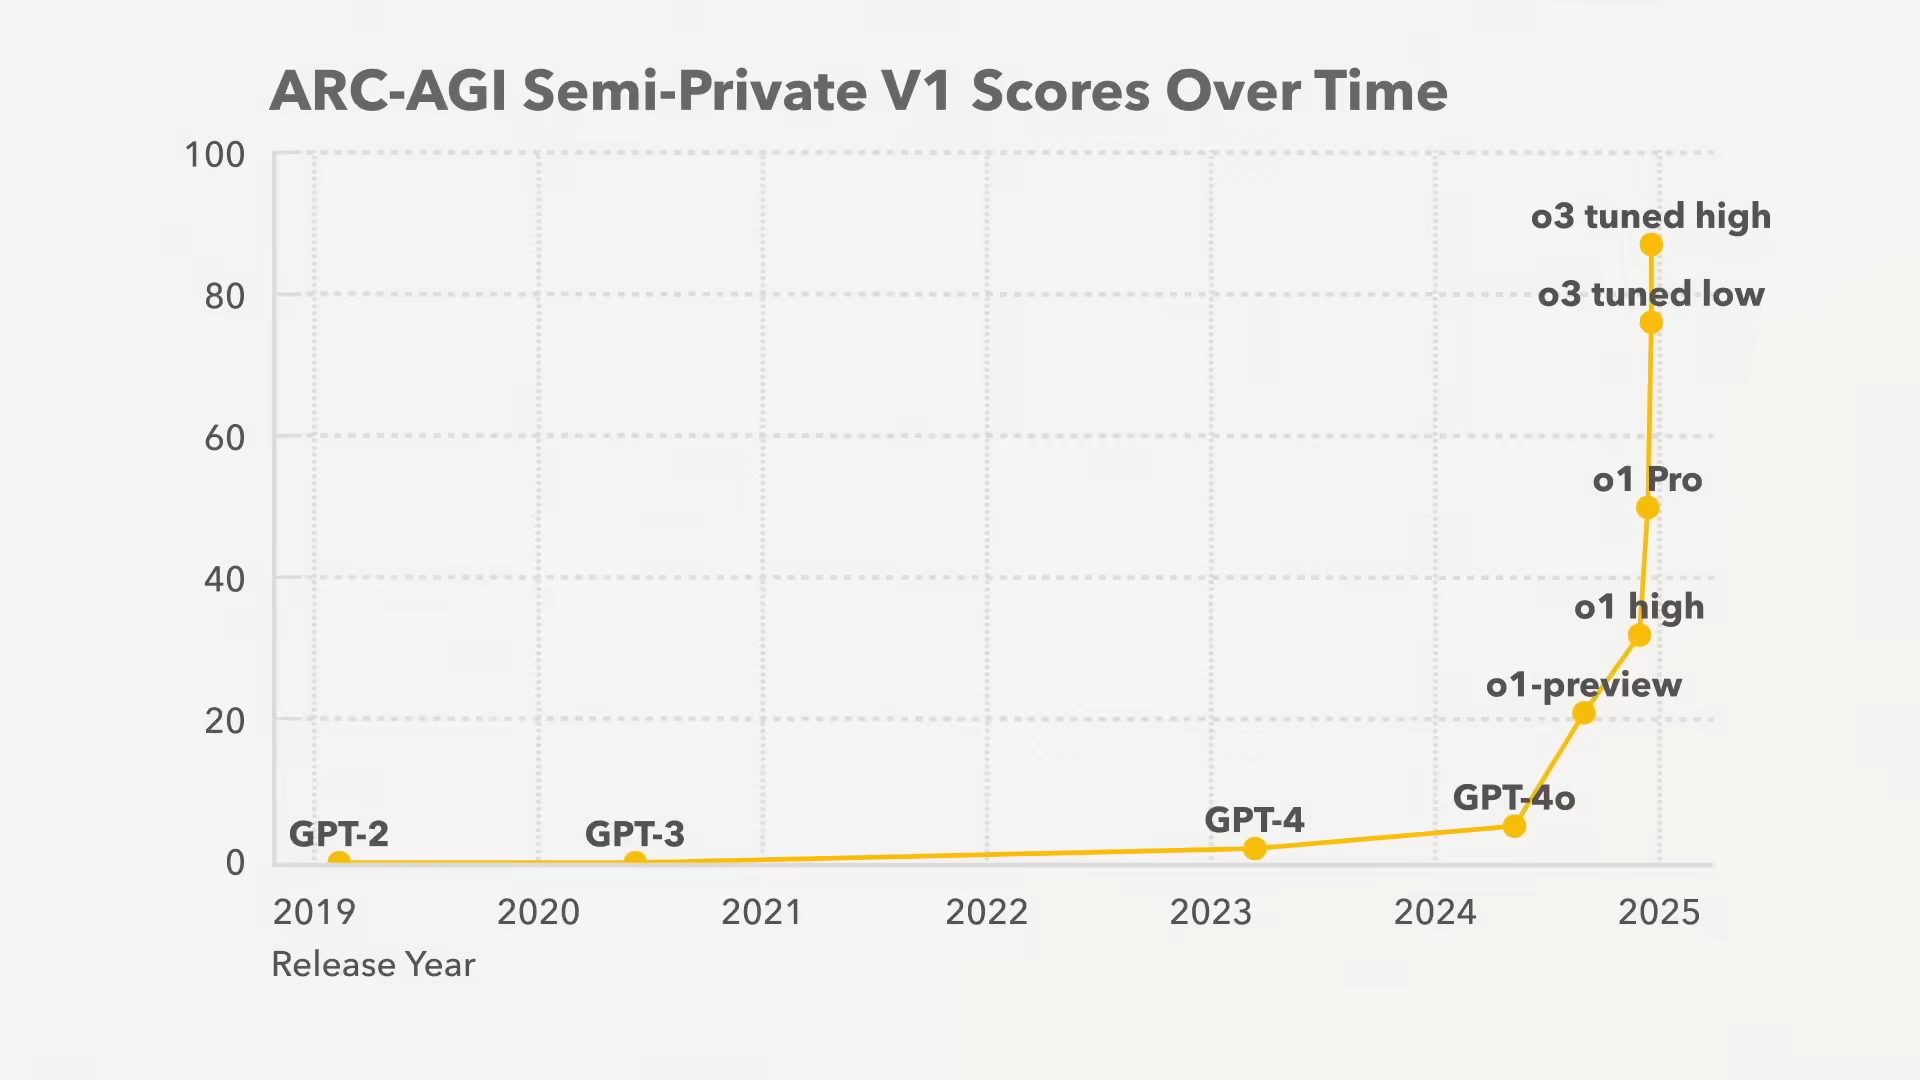 ARC-AGI Semi-Private V1 Scores Over Time
100
o3 tuned high
80
o3 tuned low
60
o1 Pro
40
o1 high
o1-preview
20
GPT-4o
GPT-4
GPT-2
GPT-3
0
2019 2020 2021 2022 2023 2024 2025
Release Year